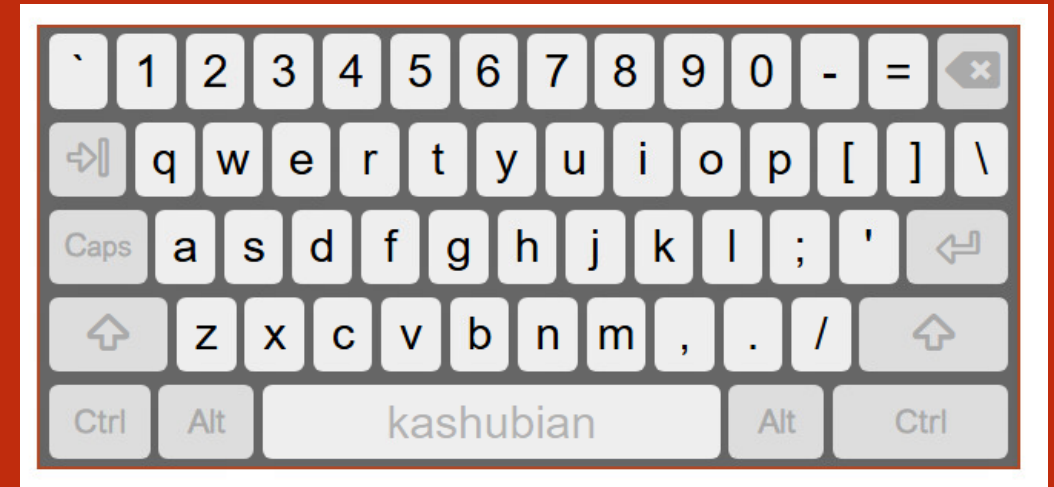 ` 1 2 3 4 5 6 7 8 9 0 - =
q w e r t y u i o p [ ] \
Caps a s d f g h j k l ; '
z x c v b n m , . /
Ctrl Alt kashubian Alt Ctrl